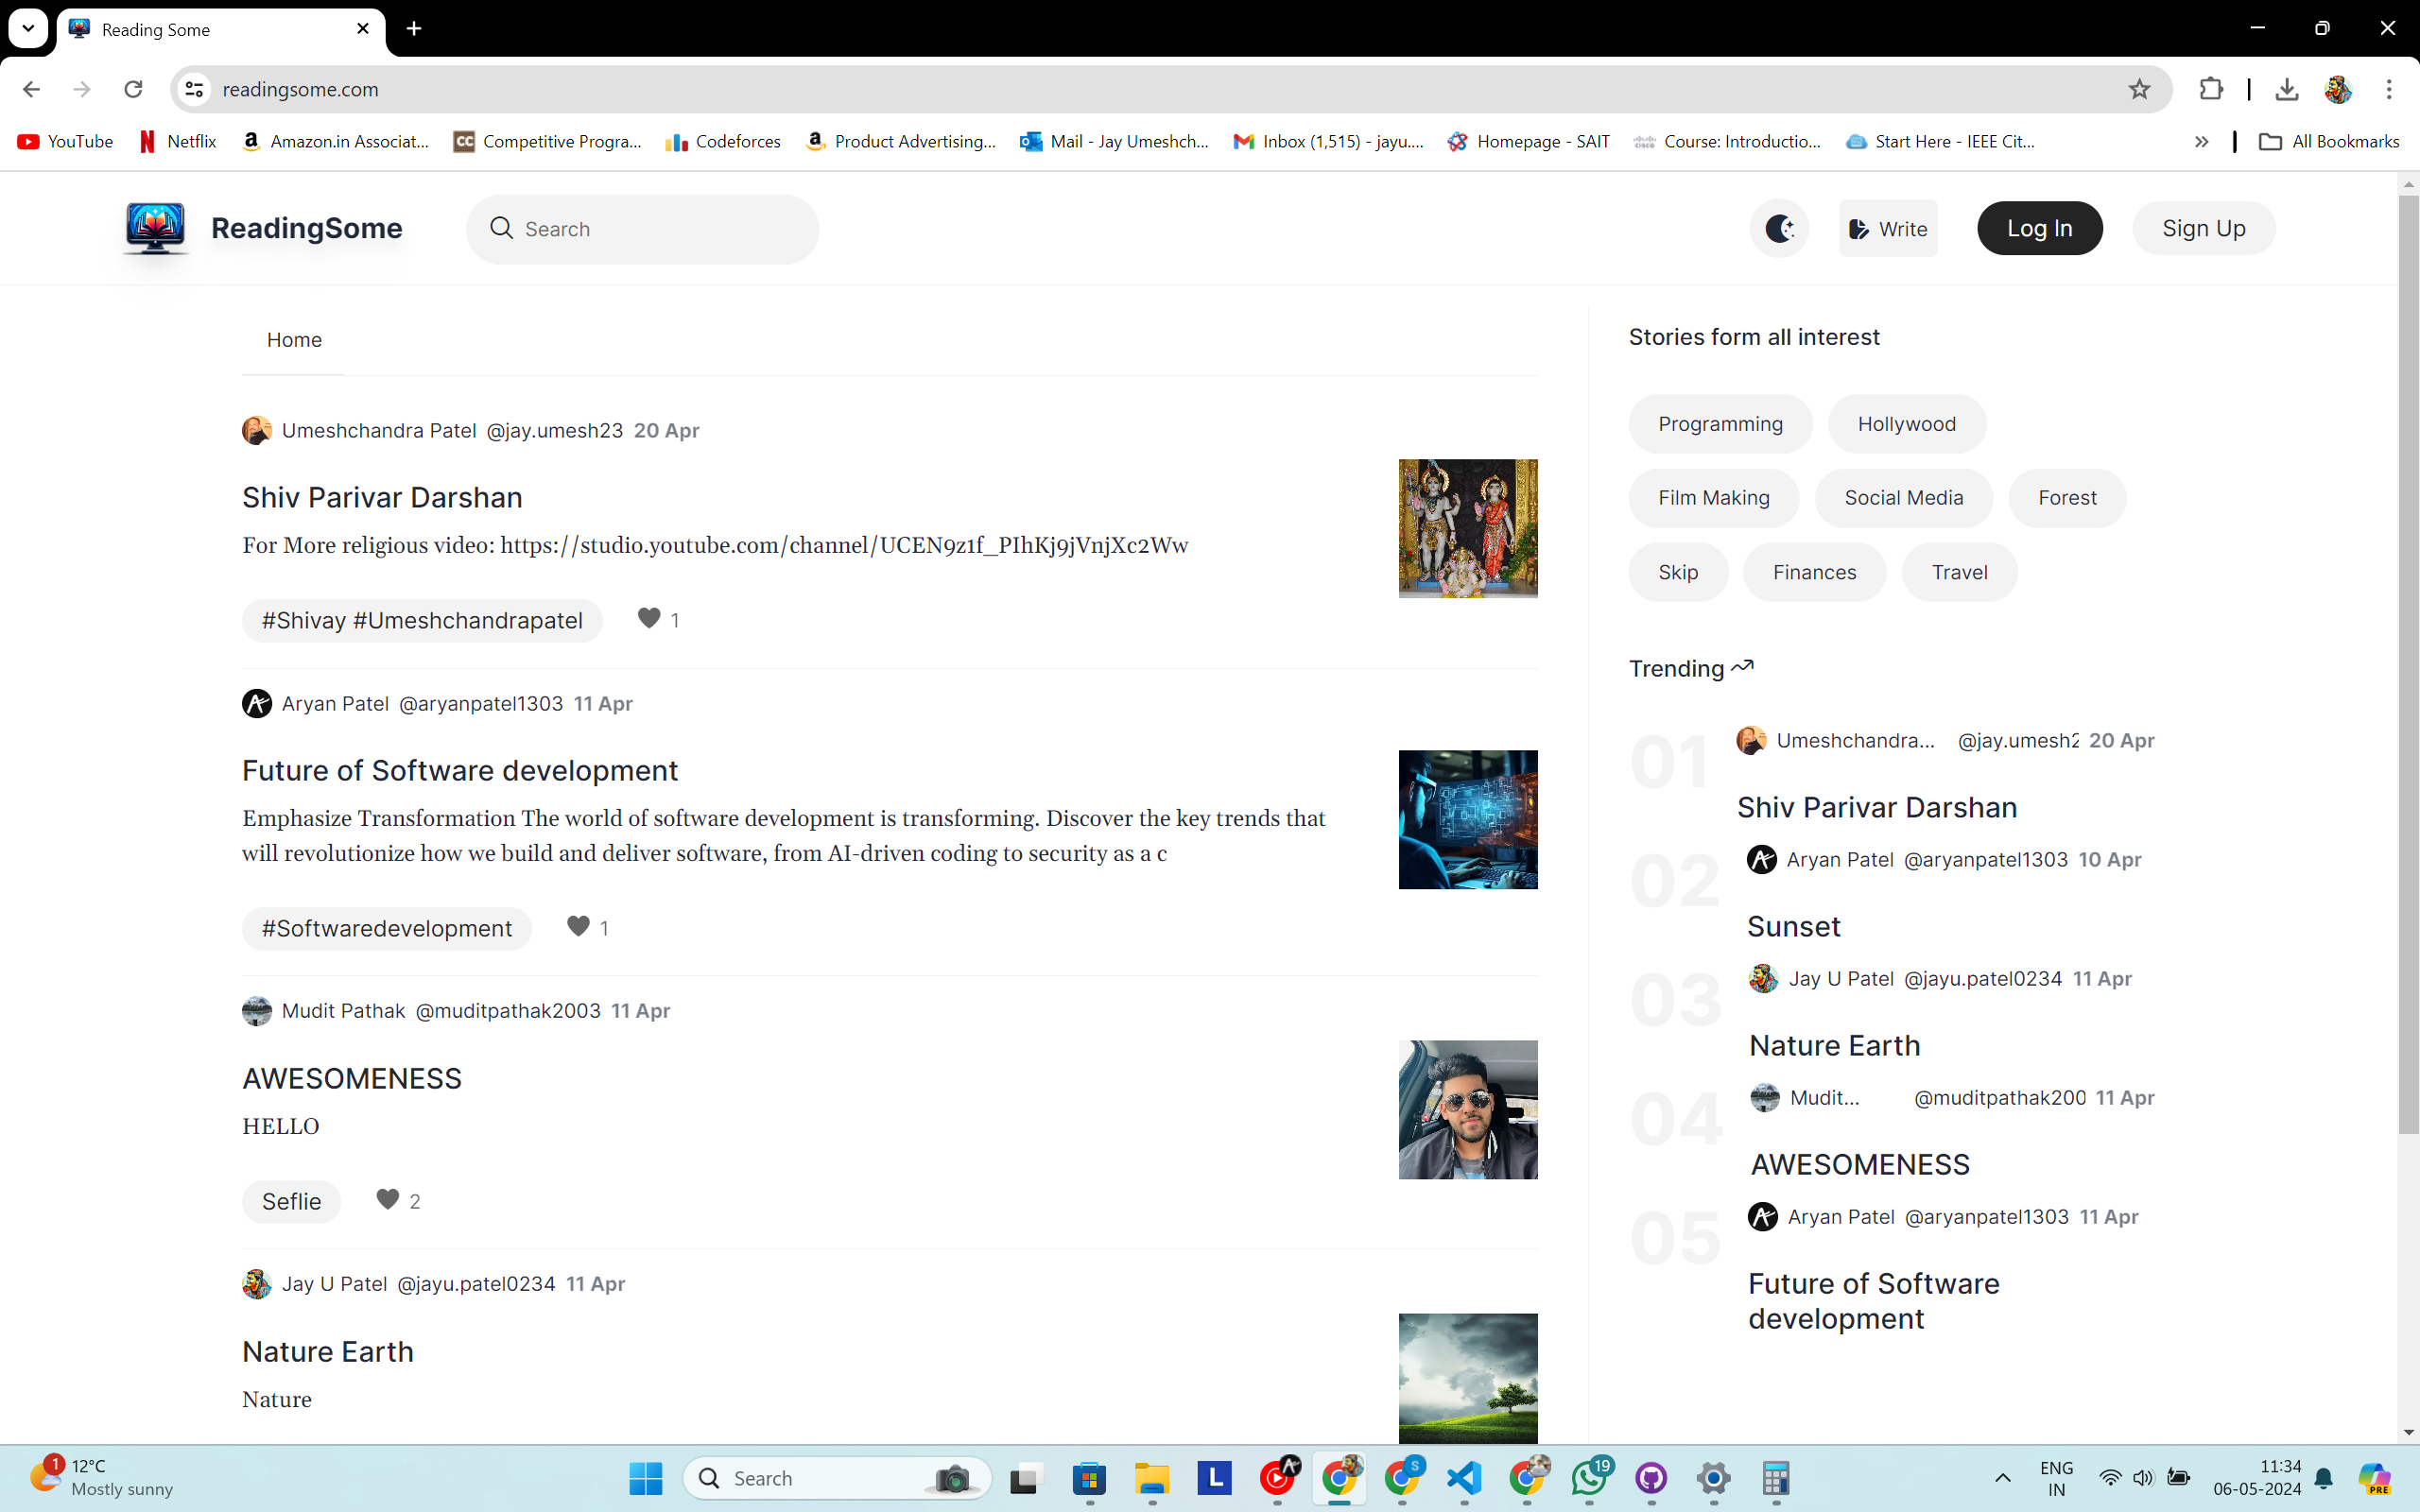 Reading Some
readingsome.com
YouTube Netflix Amazon.in Associat... Competitive Progra... Codeforces Product Advertising... Mail - Jay Umeshch... Inbox (1,515) - jayu.... Homepage - SAIT Course: Introductio... Start Here - IEEE Cit... » All Bookmarks
ReadingSome Search Write Log In Sign Up
Home
Umeshchandra Patel @jay.umesh23 20 Apr
Shiv Parivar Darshan
For More religious video: https://studio.youtube.com/channel/UCEN9z1f_PIhKj9jVnjXc2Ww
#Shivay #Umeshchandrapatel 1
Aryan Patel @aryanpatel1303 11 Apr
Future of Software development
Emphasize Transformation The world of software development is transforming. Discover the key trends that
will revolutionize how we build and deliver software, from AI-driven coding to security as a c
#Softwaredevelopment 1
Mudit Pathak @muditpathak2003 11 Apr
AWESOMENESS
HELLO
Seflie 2
Jay U Patel @jayu.patel0234 11 Apr
Nature Earth
Nature
Stories form all interest
Programming Hollywood
Film Making Social Media Forest
Skip Finances Travel
Trending
01 Umeshchandra... @jay.umesh2 20 Apr
Shiv Parivar Darshan
02 Aryan Patel @aryanpatel1303 10 Apr
Sunset
03 Jay U Patel @jayu.patel0234 11 Apr
Nature Earth
04 Mudit... @muditpathak200 11 Apr
AWESOMENESS
05 Aryan Patel @aryanpatel1303 11 Apr
Future of Software
development
1 12°C
Mostly sunny
Search
L
S
19
ENG
IN
11:34
06-05-2024
PRE